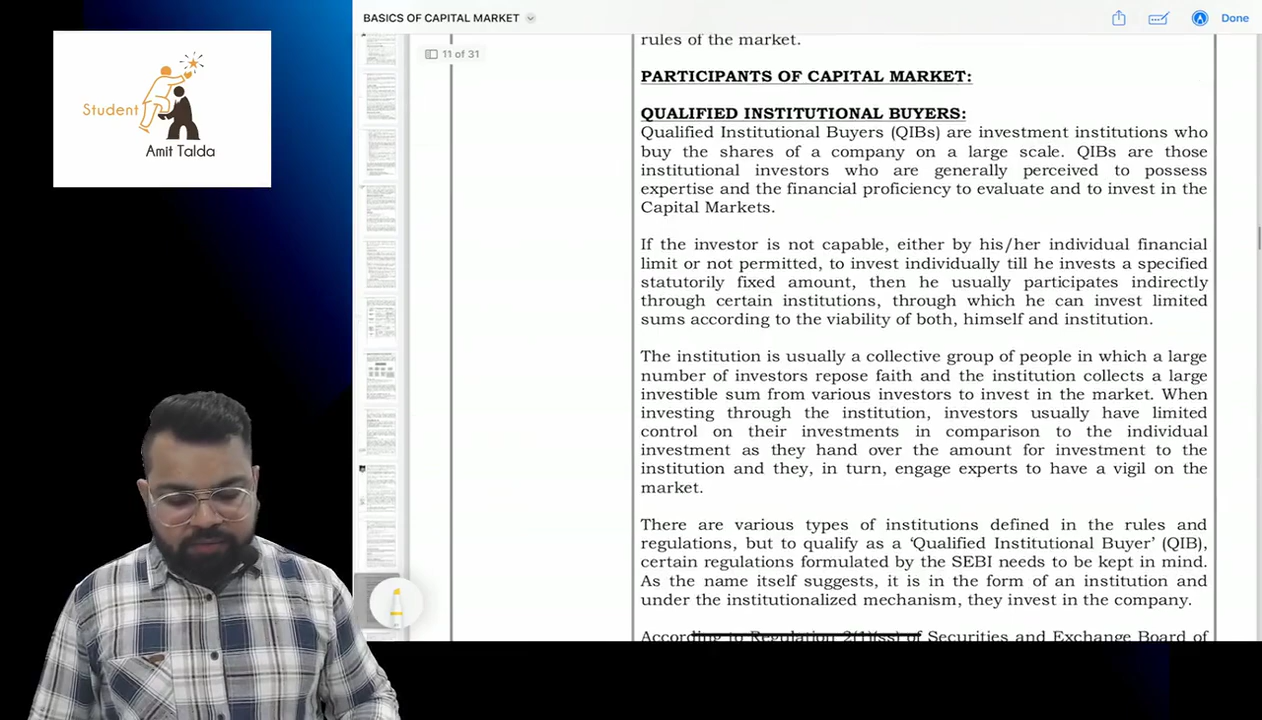 BASICS OF CAPITAL MARKET
Done
11 of 31
Student
Amit Talda
rules of the market.
PARTICIPANTS OF CAPITAL MARKET:
QUALIFIED INSTITUTIONAL BUYERS:
Qualified Institutional Buyers (QIBs) are investment institutions who
buy the shares of a company on a large scale. QIBs are those
institutional investors who are generally perceived to possess
expertise and the financial proficiency to evaluate and to invest in the
Capital Markets.
If the investor is not capable, either by his/her individual financial
limit or not permitted to invest individually till he invests a specified
statutorily fixed amount, then he usually participates indirectly
through certain institutions, through which he can invest limited
sums according to the viability of both, himself and institution.
The institution is usually a collective group of people in which a large
number of investors repose faith and the institution collects a large
investible sum from various investors to invest in the market. When
investing through the institution, investors usually have limited
control on their investments in comparison to the individual
investment as they hand over the amount for investment to the
institution and they, in turn, engage experts to have a vigil on the
market.
There are various types of institutions defined in the rules and
regulations, but to qualify as a ‘Qualified Institutional Buyer’ (QIB),
certain regulations formulated by the SEBI needs to be kept in mind.
As the name itself suggests, it is in the form of an institution and
under the institutionalized mechanism, they invest in the company.
According to Regulation 2(1)(ss) of Securities and Exchange Board of